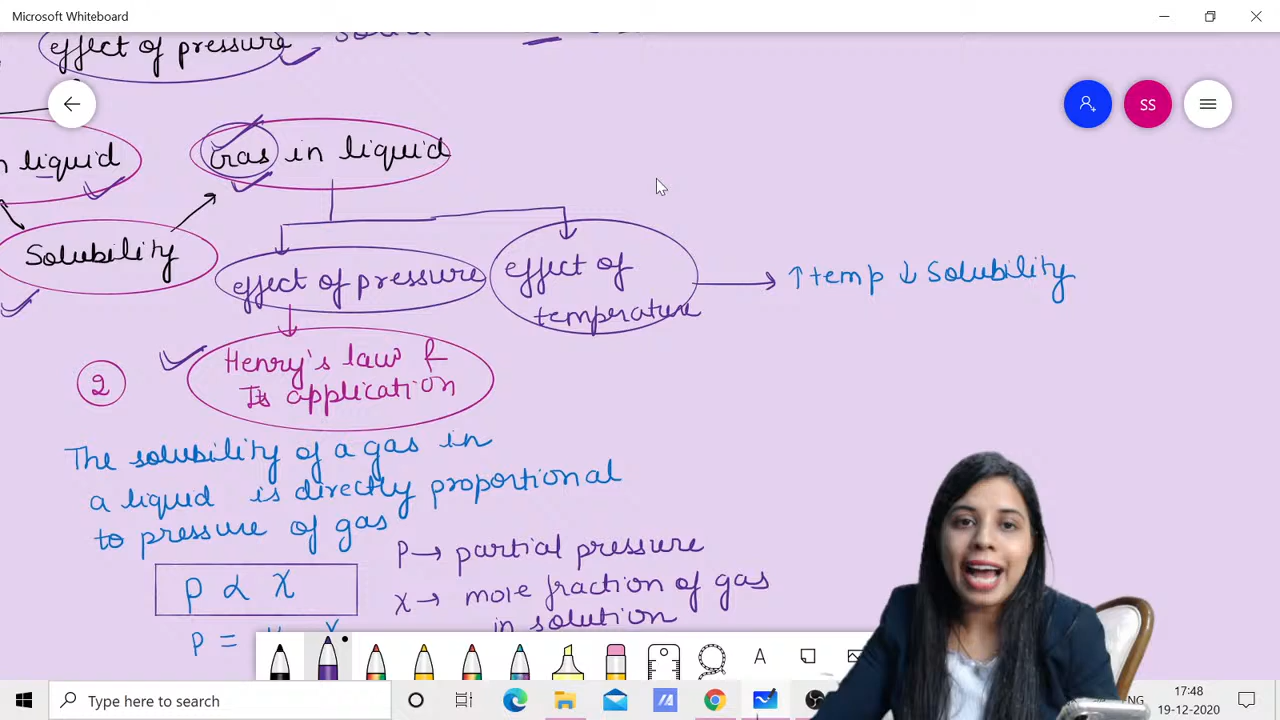 Microsoft Whiteboard
effect of pressure
SS
liquid
Gas in liquid
Solubility
effect of pressure
effect of
temperature
↑ temp ↓ Solubility
Henry's law &
Its application
2
The solubility of a gas in
a liquid is directly proportional
to pressure of gas
P ∝ x
P → partial pressure
x → mole fraction of gas
in solution
P =
A
Type here to search
ENG
17:48
19-12-2020